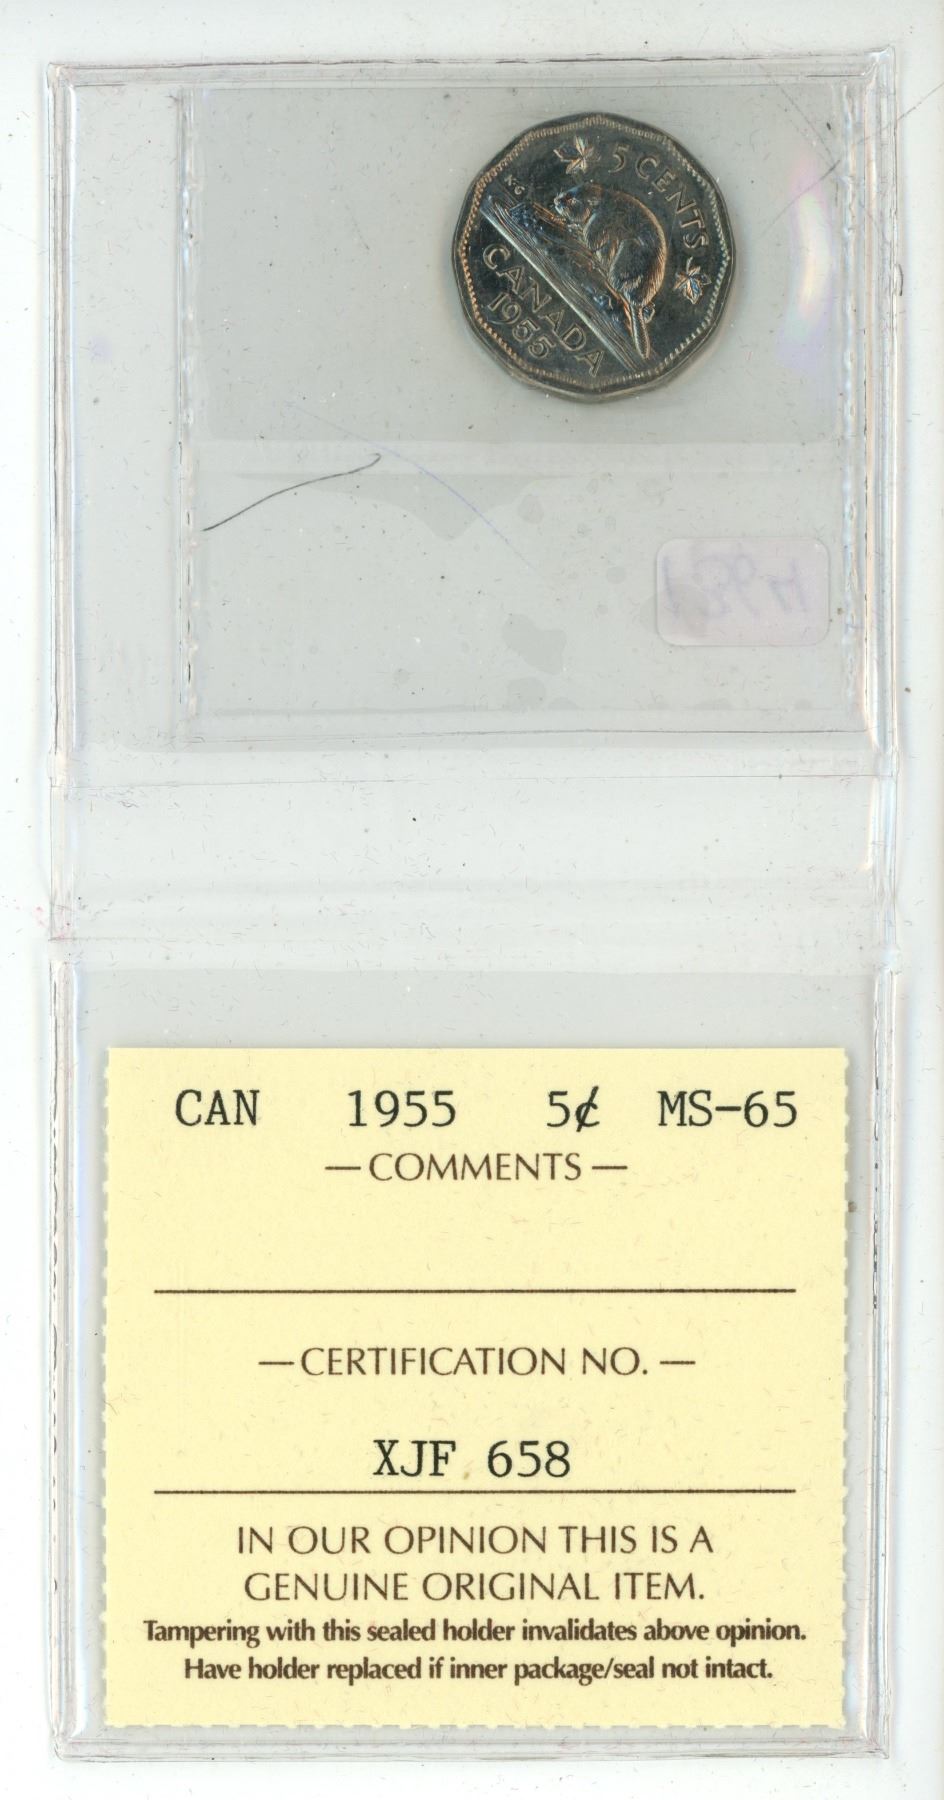 5 CENTS
K·G
CANADA
1955
CAN 1955 5¢ MS-65
— COMMENTS —
— CERTIFICATION NO. —
XJF 658
IN OUR OPINION THIS IS A
GENUINE ORIGINAL ITEM.
Tampering with this sealed holder invalidates above opinion.
Have holder replaced if inner package/seal not intact.